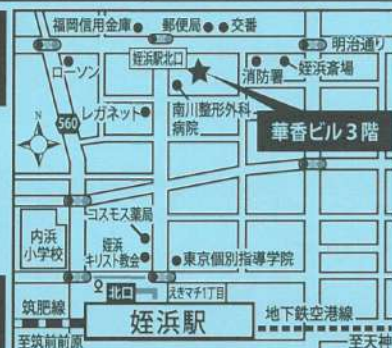 福岡信用金庫
郵便局
交番
明治通り
姪浜駅北口
ローソン
消防署
姪浜斎場
レガネット
南川整形外科
病院
華香ビル3階
N
560
コスモス薬局
内浜
小学校
姪浜
キリスト教会
東京個別指導学院
北口
えきマチ1丁目
筑肥線
姪浜駅
地下鉄空港線
至筑前前原
至天神